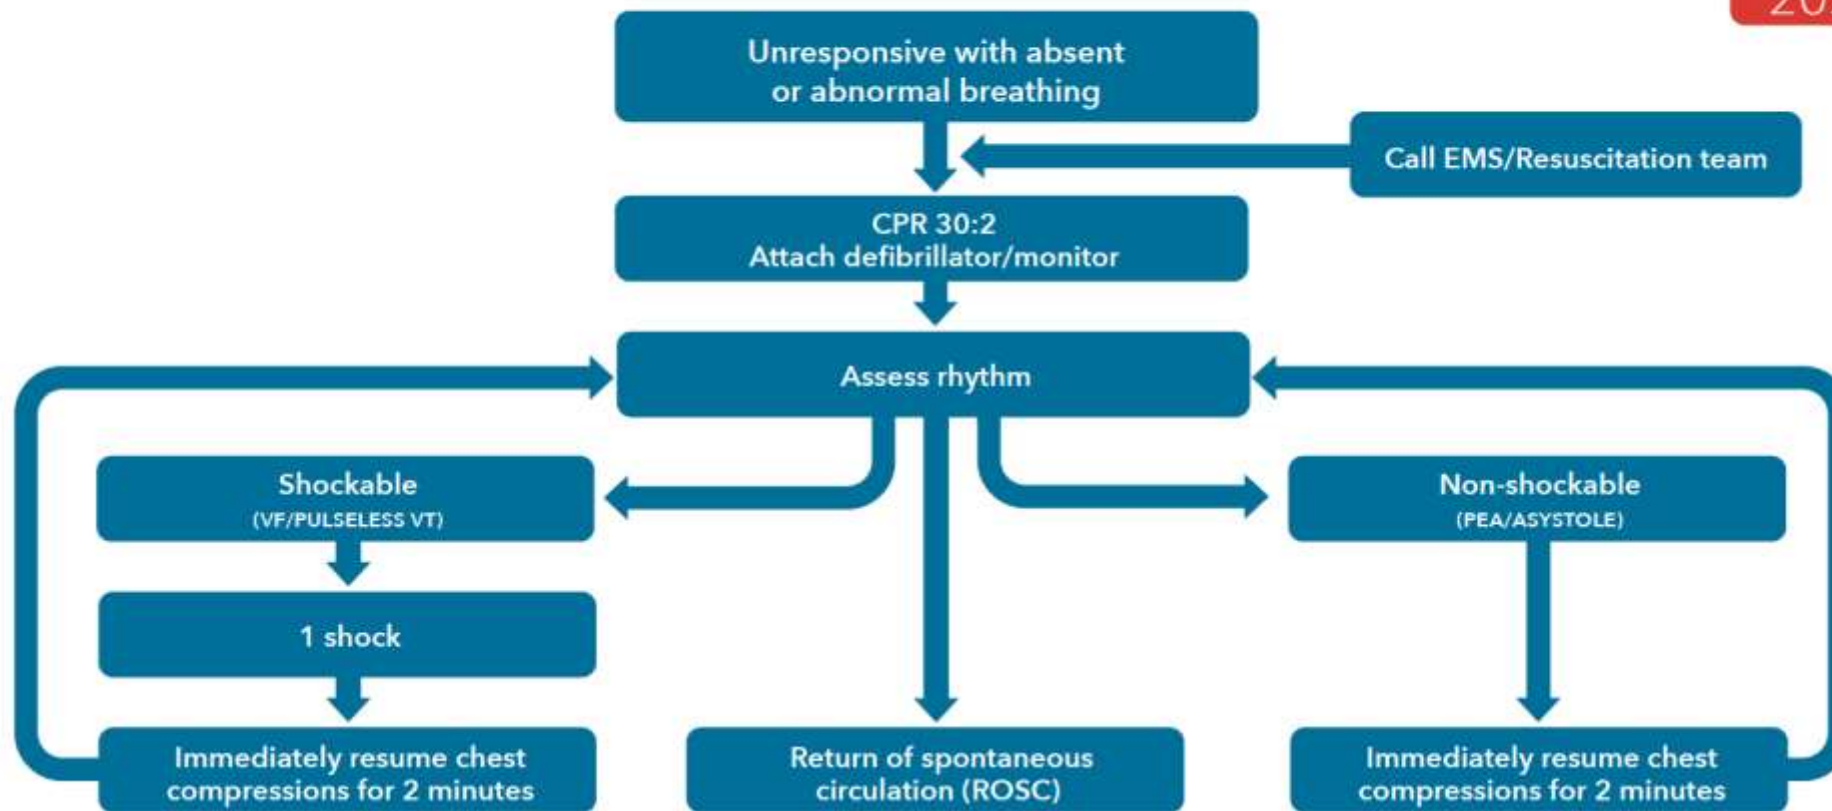 Unresponsive with absent
or abnormal breathing
Call EMS/Resuscitation team
CPR 30:2
Attach defibrillator/monitor
Assess rhythm
Shockable
(VF/PULSELESS VT)
Non-shockable
(PEA/ASYSTOLE)
1 shock
Immediately resume chest
compressions for 2 minutes
Return of spontaneous
circulation (ROSC)
Immediately resume chest
compressions for 2 minutes